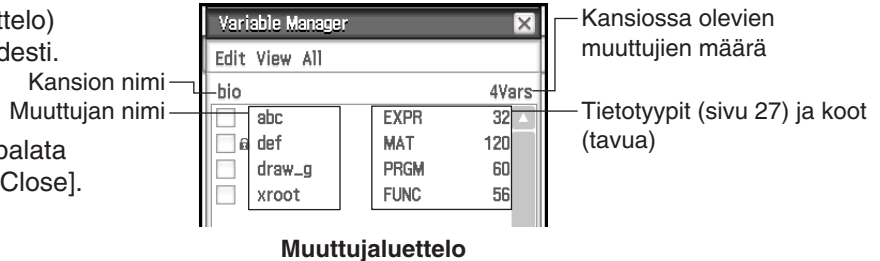 ttelo)
desti.
Kansion nimi
Muuttujan nimi
palata
Close].
Variable Manager
Edit View All
bio 4Vars
abc EXPR 32
def MAT 120
draw_g PRGM 60
xroot FUNC 56
Kansiossa olevien
muuttujien määrä
Tietotyypit (sivu 27) ja koot
(tavua)
Muuttujaluettelo